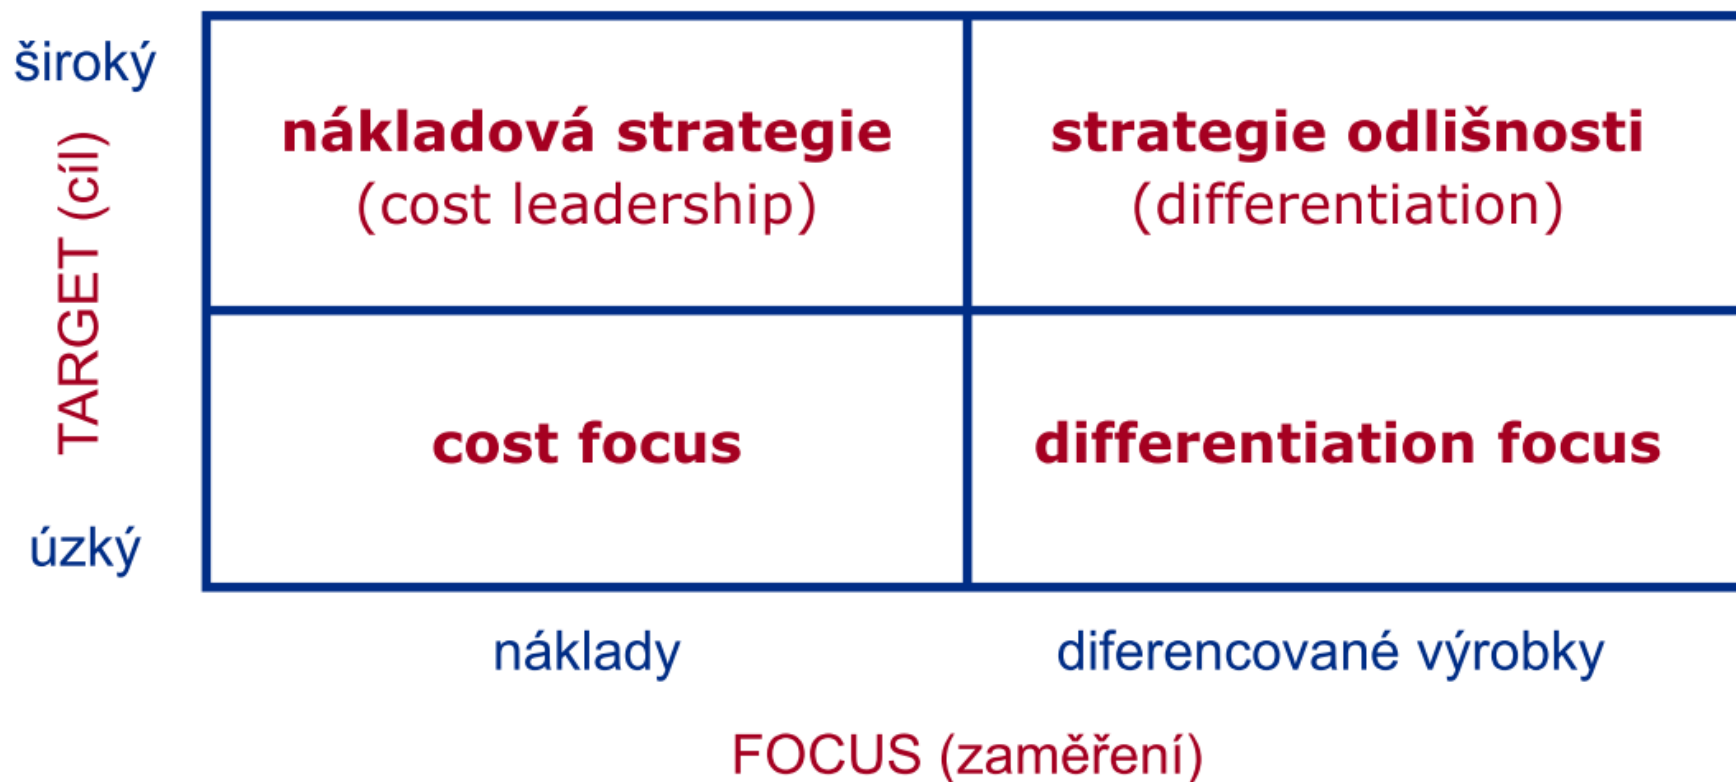 široký
TARGET (cíl)
úzký
nákladová strategie
(cost leadership)
strategie odlišnosti
(differentiation)
cost focus
differentiation focus
náklady
diferencované výrobky
FOCUS (zaměření)